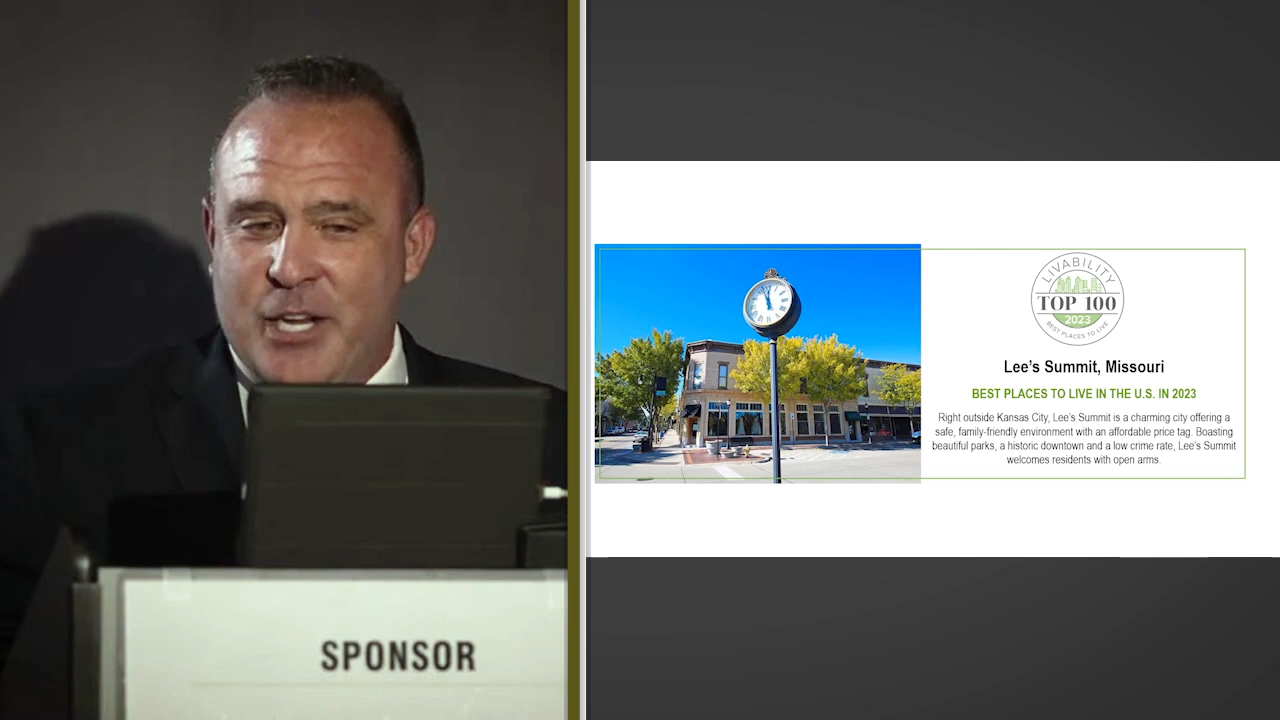 SPONSOR
LIVABILITY
TOP 100
2023
BEST PLACES TO LIVE
Lee's Summit, Missouri
BEST PLACES TO LIVE IN THE U.S. IN 2023
Right outside Kansas City, Lee's Summit is a charming city offering a
safe, family-friendly environment with an affordable price tag. Boasting
beautiful parks, a historic downtown and a low crime rate, Lee's Summit
welcomes residents with open arms.